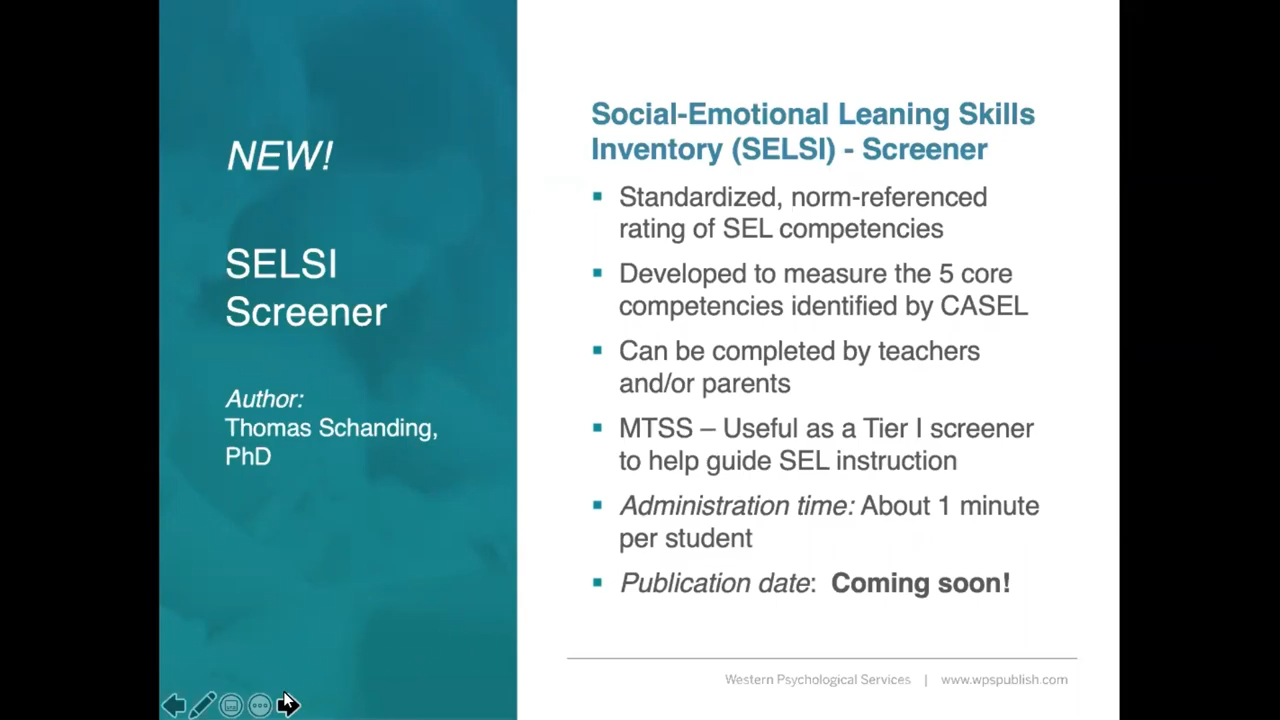 NEW!
SELSI
Screener
Author:
Thomas Schanding,
PhD
Social-Emotional Leaning Skills
Inventory (SELSI) - Screener
▪ Standardized, norm-referenced
rating of SEL competencies
▪ Developed to measure the 5 core
competencies identified by CASEL
▪ Can be completed by teachers
and/or parents
▪ MTSS – Useful as a Tier I screener
to help guide SEL instruction
▪ Administration time: About 1 minute
per student
▪ Publication date: Coming soon!
Western Psychological Services | www.wpspublish.com